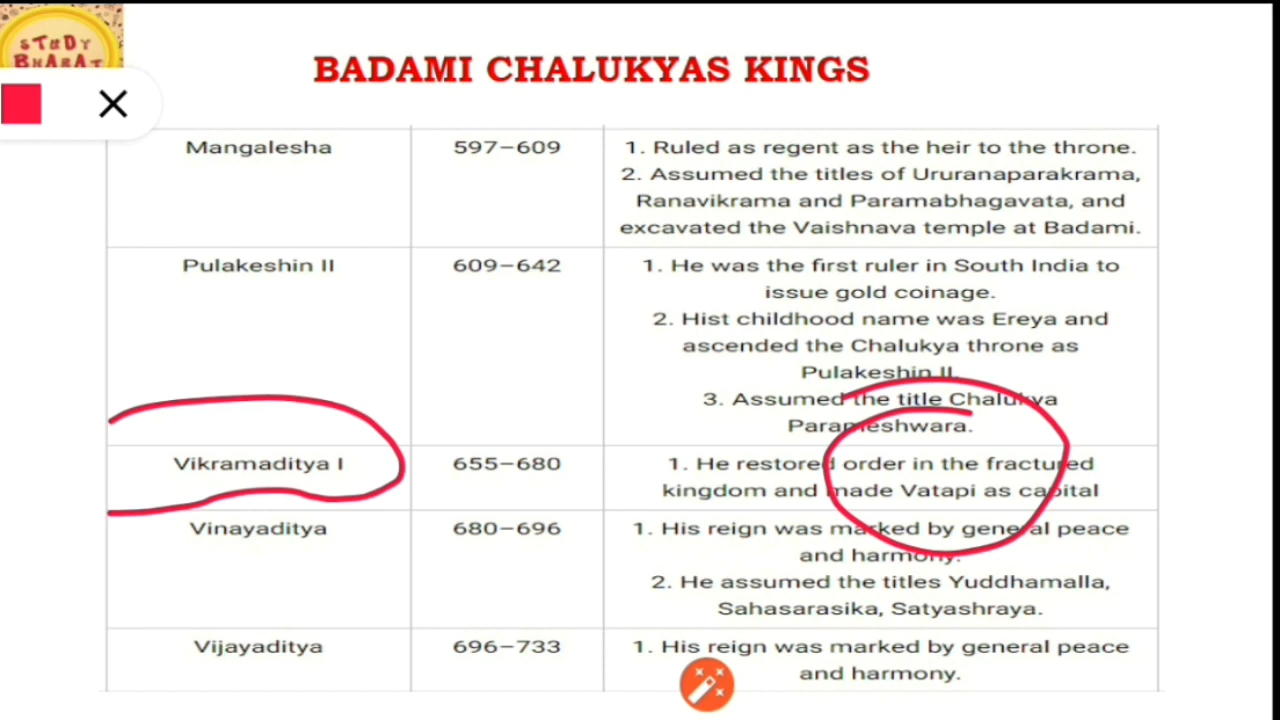 STUDY
BHARAT
BADAMI CHALUKYAS KINGS
Mangalesha 597–609 1. Ruled as regent as the heir to the throne.
2. Assumed the titles of Ururanaparakrama,
Ranavikrama and Paramabhagavata, and
excavated the Vaishnava temple at Badami.
Pulakeshin II 609–642 1. He was the first ruler in South India to
issue gold coinage.
2. Hist childhood name was Ereya and
ascended the Chalukya throne as
Pulakeshin II.
3. Assumed the title Chalukya
Parameshwara.
Vikramaditya I 655–680 1. He restored order in the fractured
kingdom and made Vatapi as capital
Vinayaditya 680–696 1. His reign was marked by general peace
and harmony.
2. He assumed the titles Yuddhamalla,
Sahasarasika, Satyashraya.
Vijayaditya 696–733 1. His reign was marked by general peace
and harmony.